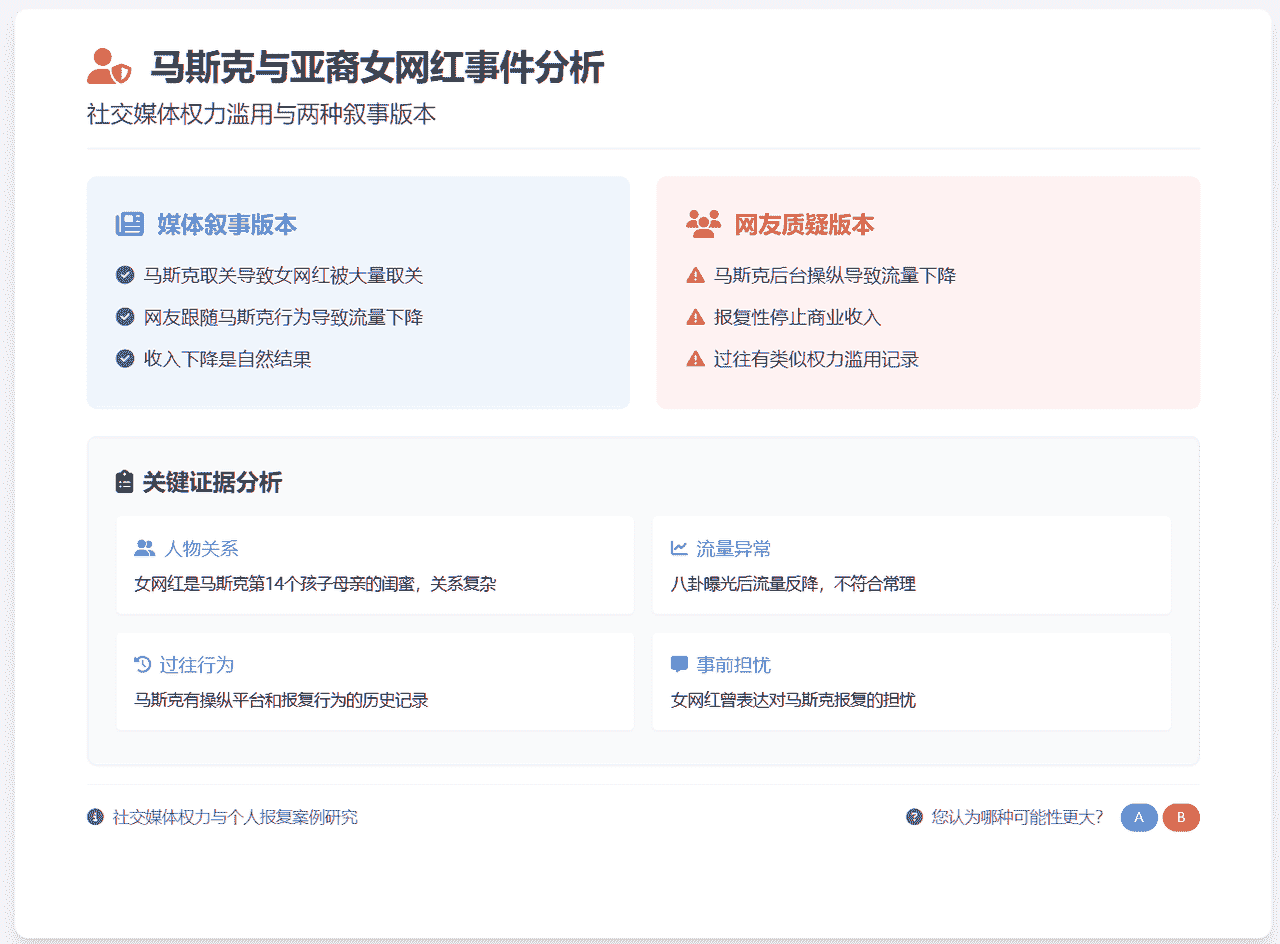 马斯克与亚裔女网红事件分析
社交媒体权力滥用与两种叙事版本
媒体叙事版本
马斯克取关导致女网红被大量取关
网友跟随马斯克行为导致流量下降
收入下降是自然结果
网友质疑版本
马斯克后台操纵导致流量下降
报复性停止商业收入
过往有类似权力滥用记录
关键证据分析
人物关系
女网红是马斯克第14个孩子母亲的闺蜜，关系复杂
流量异常
八卦曝光后流量反降，不符合常理
过往行为
马斯克有操纵平台和报复行为的历史记录
事前担忧
女网红曾表达对马斯克报复的担忧
社交媒体权力与个人报复案例研究
您认为哪种可能性更大？ A B